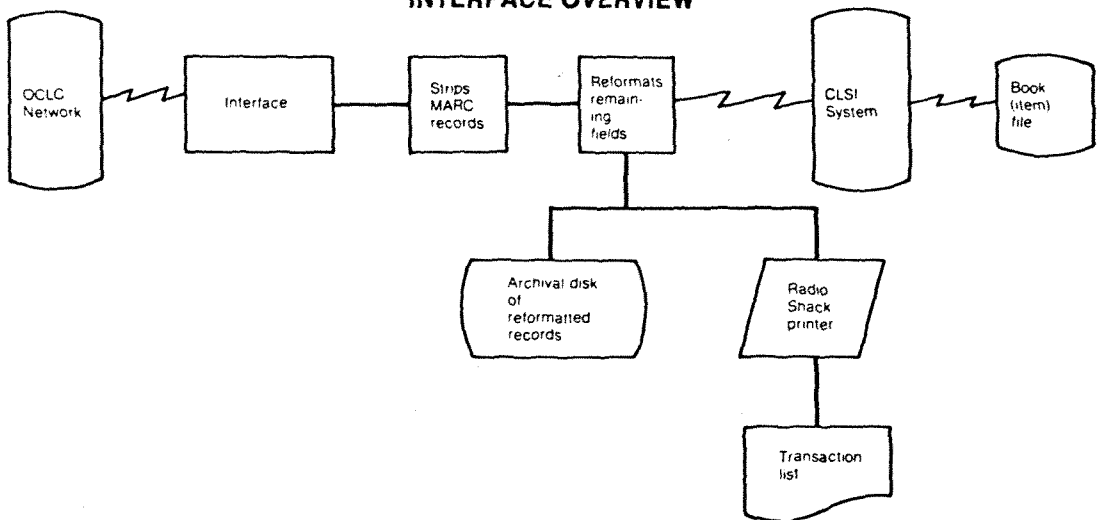 INTERFACE OVERVIEW
OCLC
Network
Interface
Strips
MARC
records
Reformats
remain-
ing
fields
CLSI
System
Book
(item)
file
Archival disk
of
reformatted
records
Radio
Shack
printer
Transaction
list